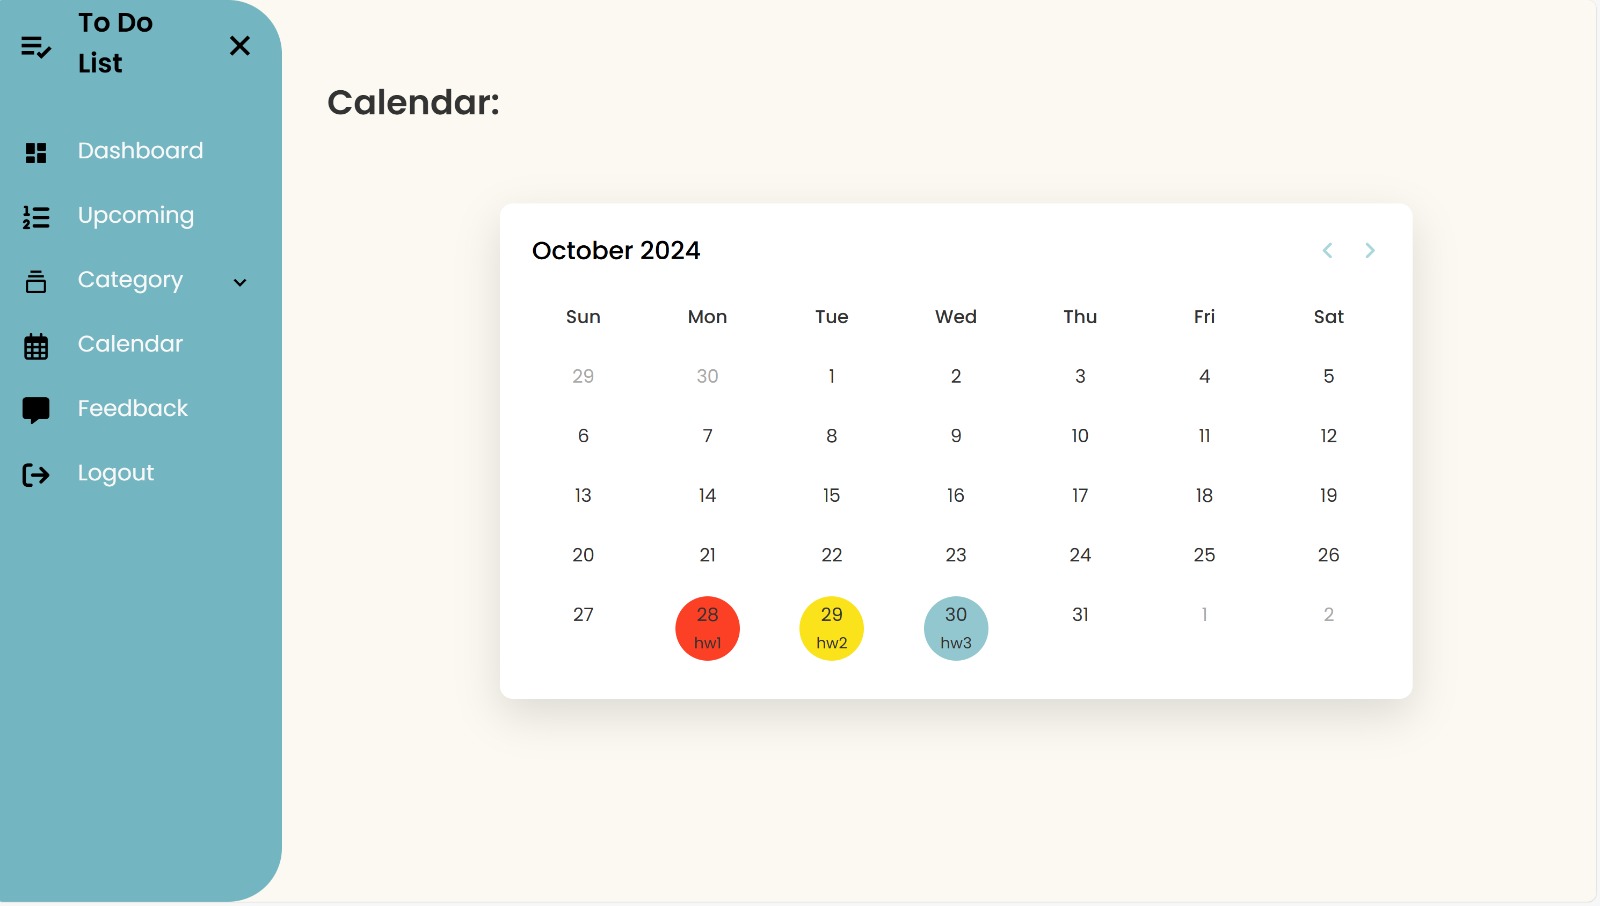 To Do
List
Dashboard
Upcoming
Category
Calendar
Feedback
Logout
Calendar:
October 2024
Sun Mon Tue Wed Thu Fri Sat
29 30 1 2 3 4 5
6 7 8 9 10 11 12
13 14 15 16 17 18 19
20 21 22 23 24 25 26
27 28 29 30 31 1 2
hw1 hw2 hw3